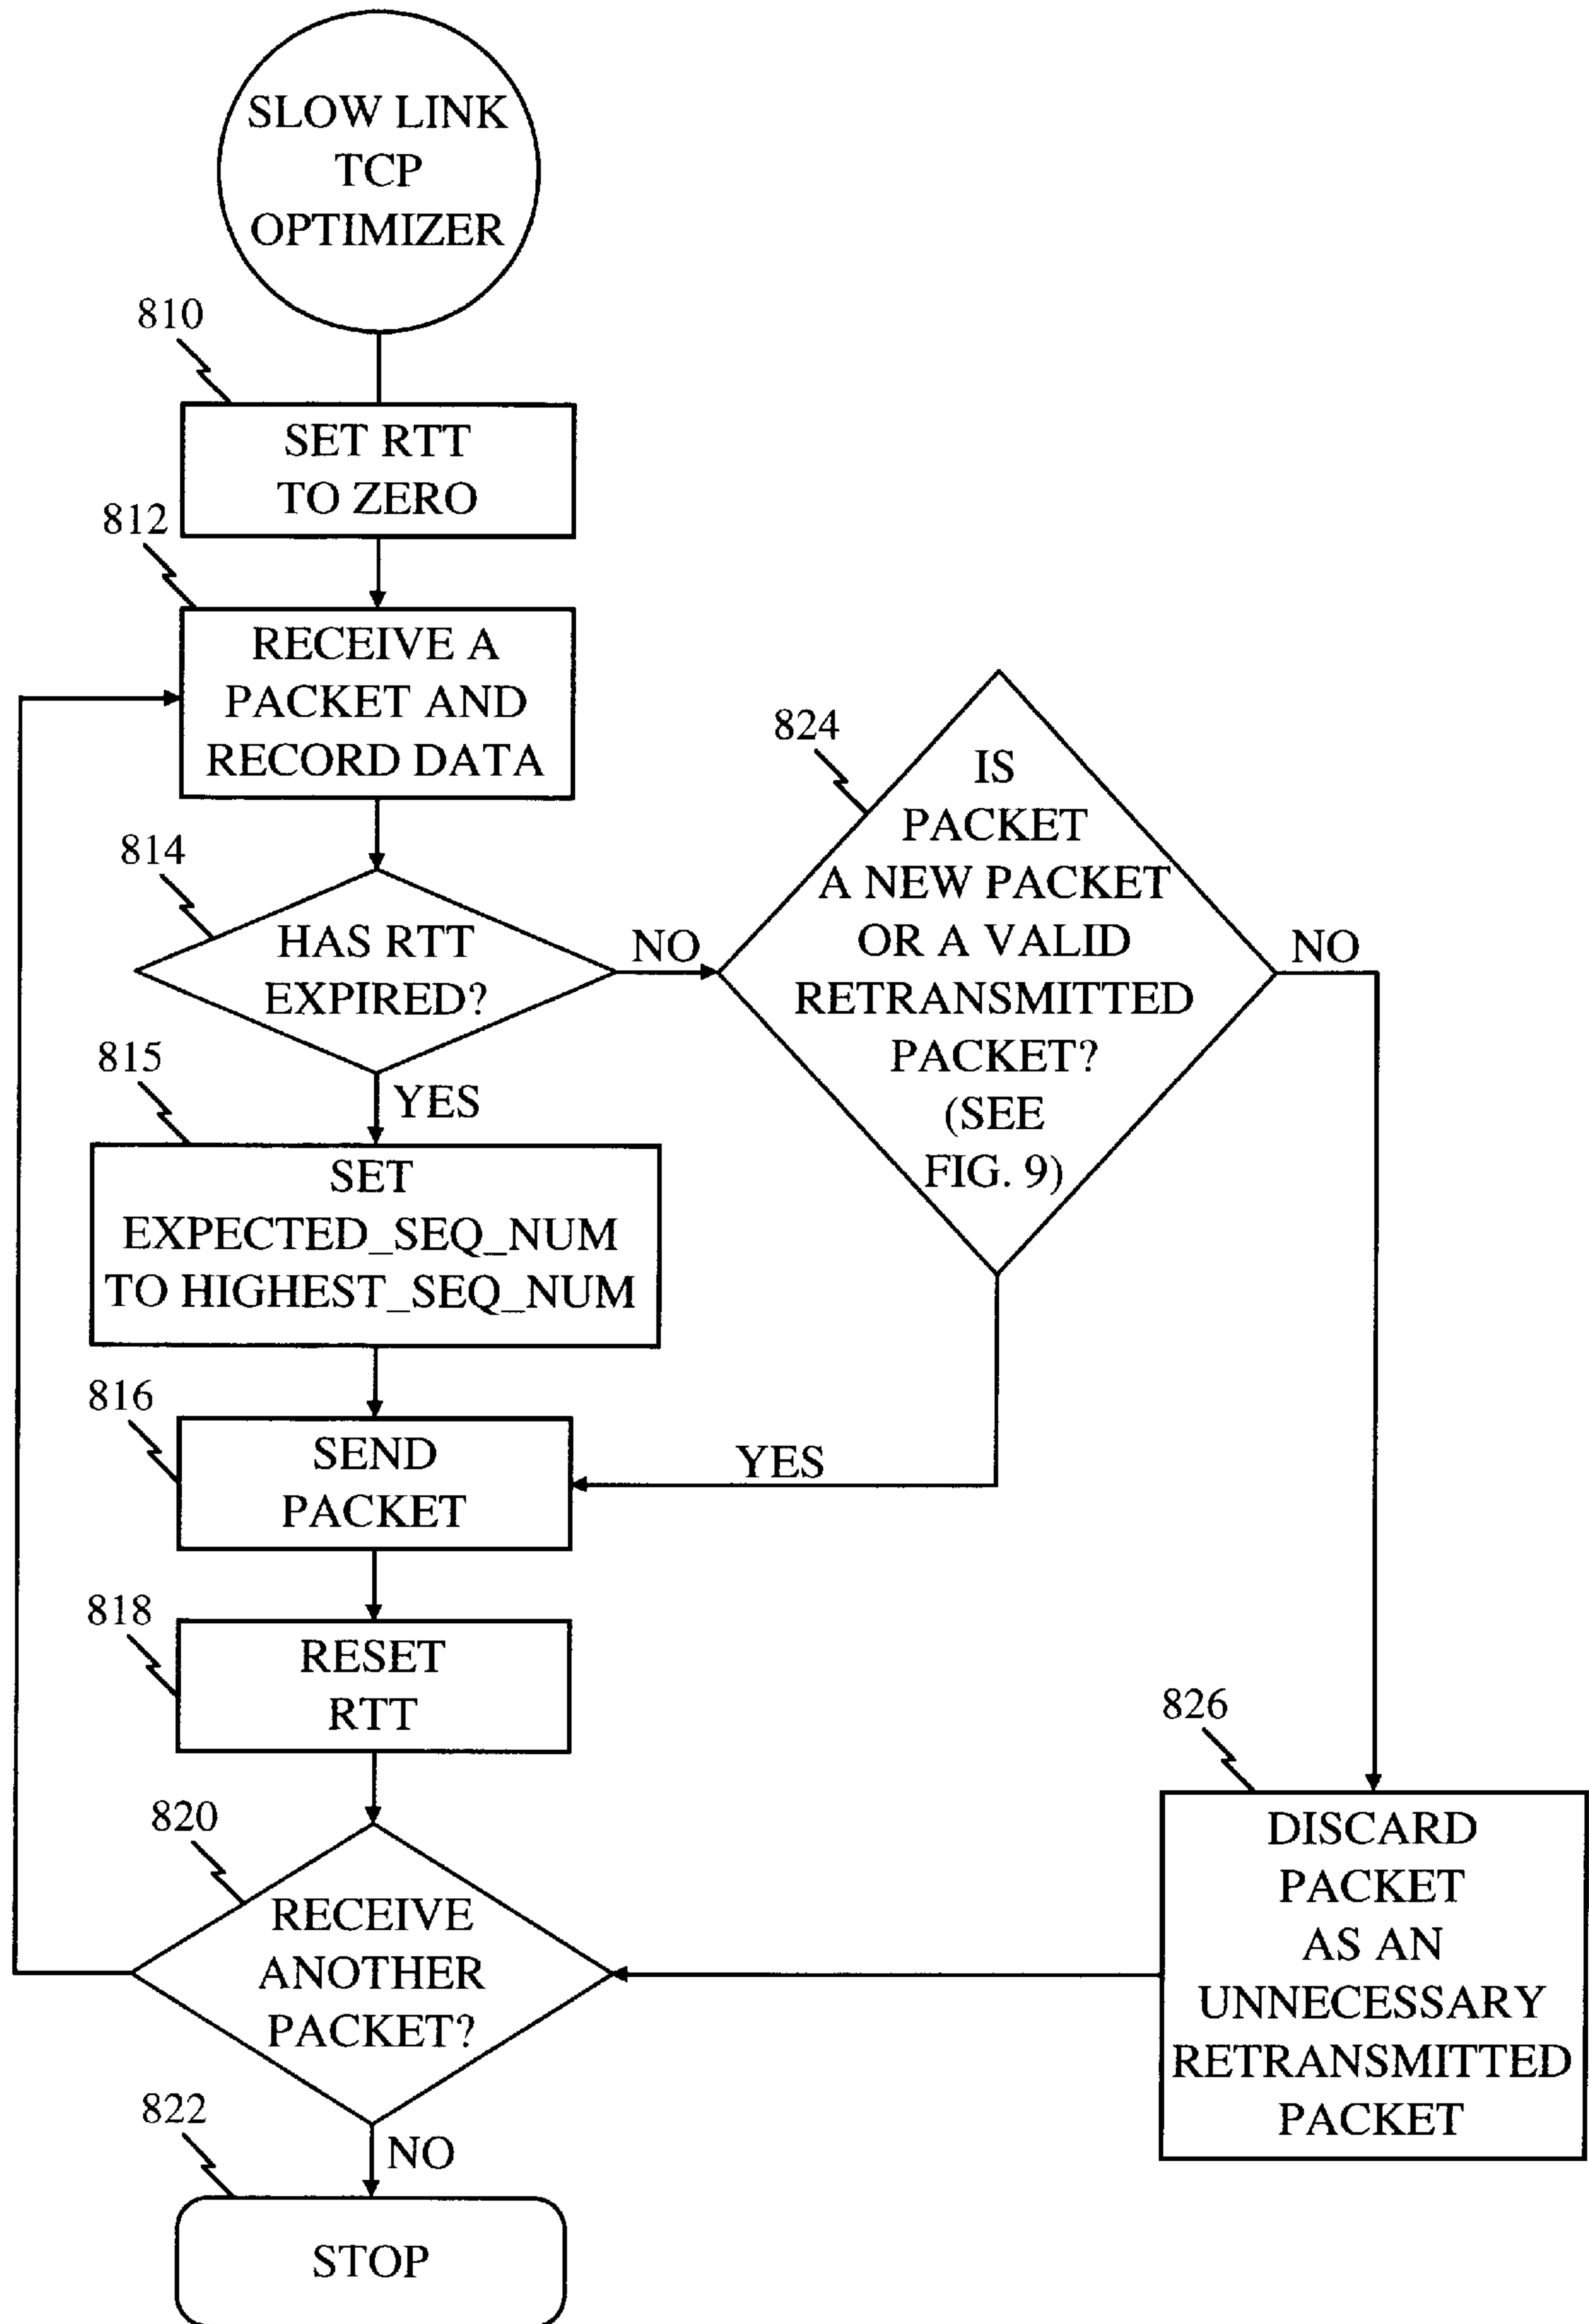 SLOW LINK
TCP
OPTIMIZER
810
SET RTT
TO ZERO
812
RECEIVE A
PACKET AND
RECORD DATA
814
HAS RTT
EXPIRED?
NO
YES
824
IS
PACKET
A NEW PACKET
OR A VALID
RETRANSMITTED
PACKET?
(SEE
FIG. 9)
NO
YES
815
SET
EXPECTED_SEQ_NUM
TO HIGHEST_SEQ_NUM
816
SEND
PACKET
818
RESET
RTT
820
RECEIVE
ANOTHER
PACKET?
NO
826
DISCARD
PACKET
AS AN
UNNECESSARY
RETRANSMITTED
PACKET
822
STOP